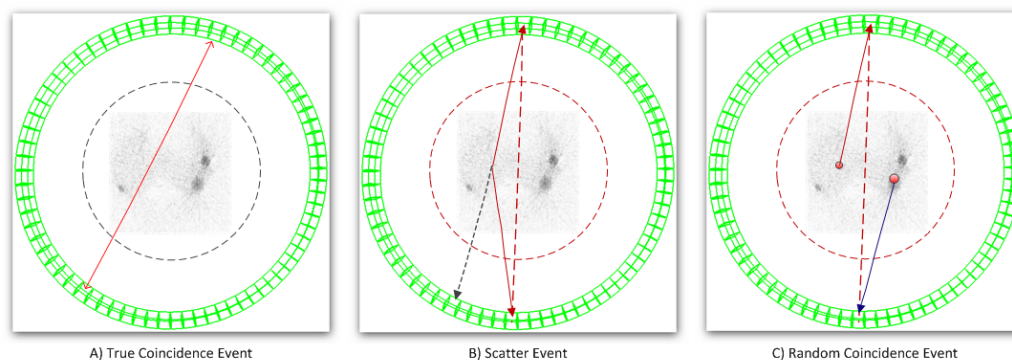 A) True Coincidence Event
B) Scatter Event
C) Random Coincidence Event